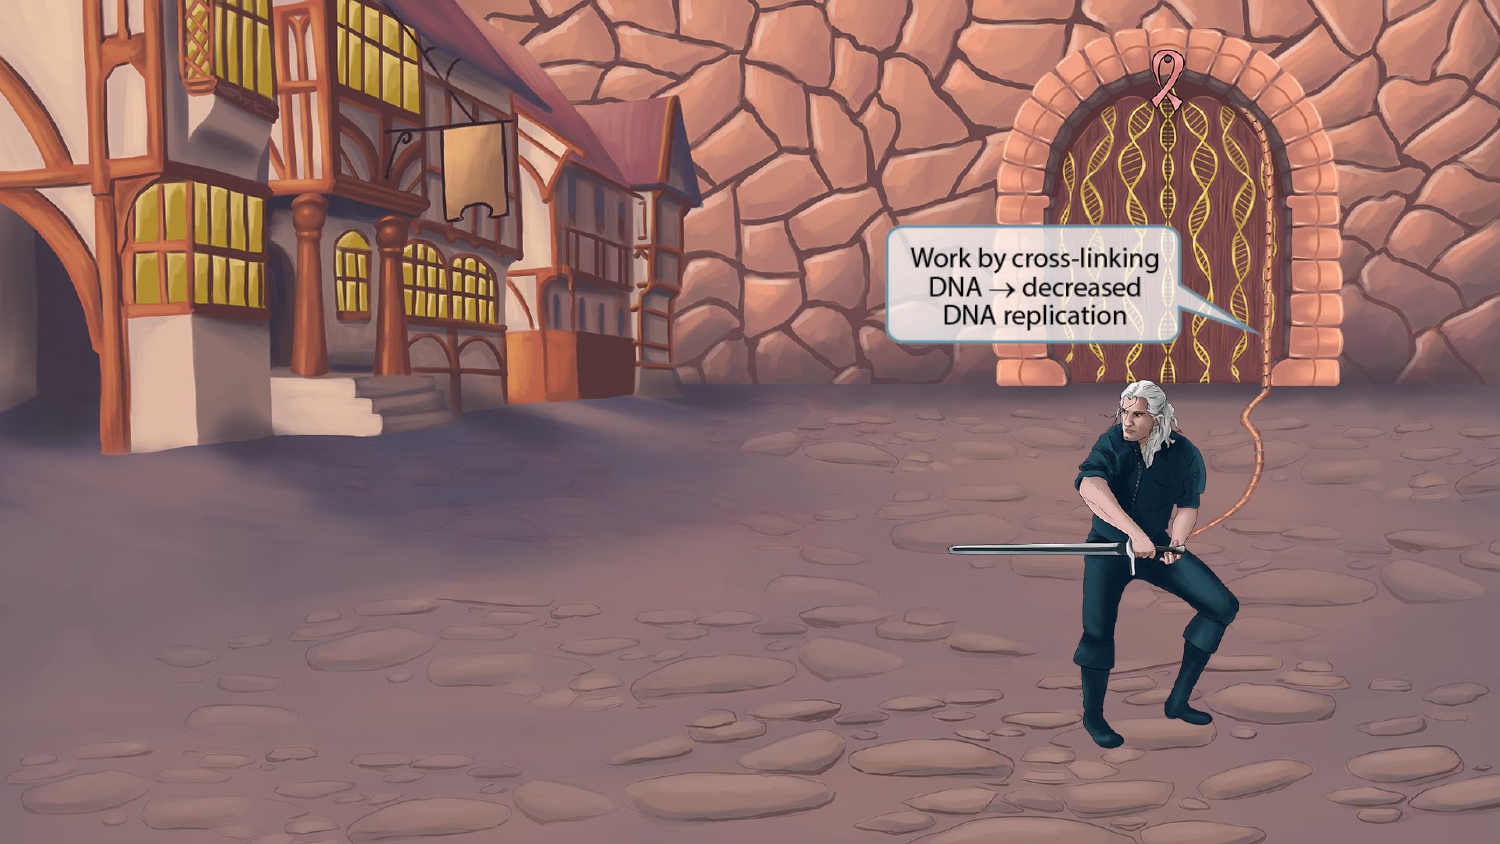 Work by cross-linking
DNA → decreased
DNA replication